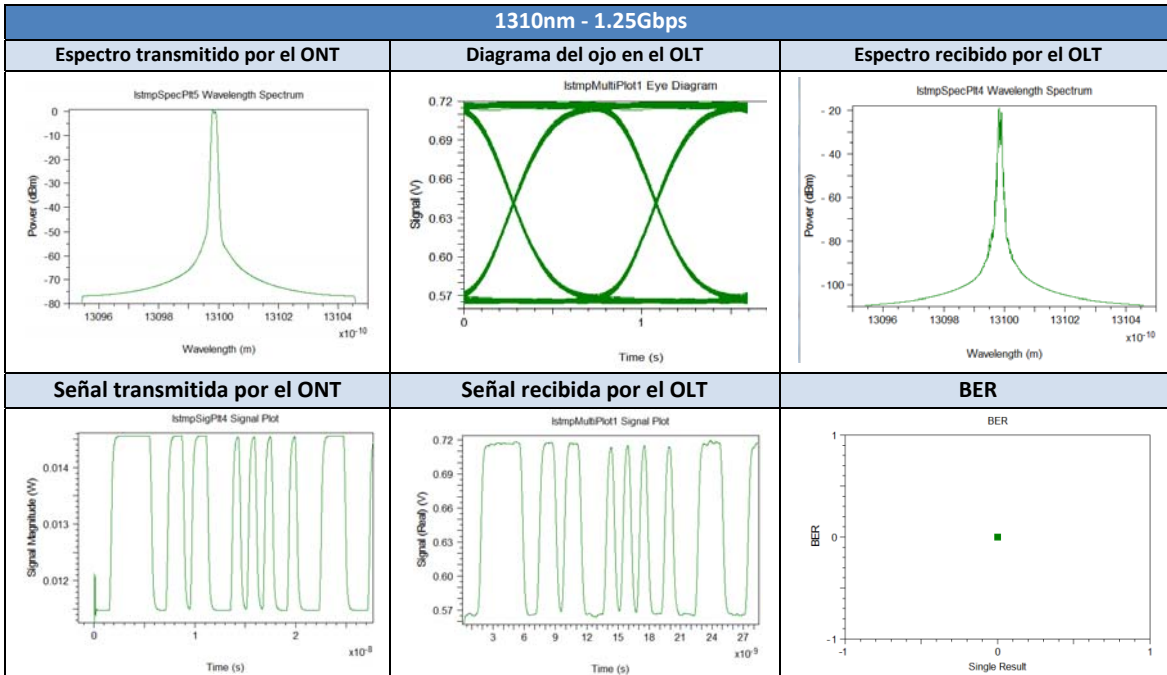 1310nm - 1.25Gbps
Espectro transmitido por el ONT
Diagrama del ojo en el OLT
Espectro recibido por el OLT
lstmpSpecPlt5 Wavelength Spectrum
Power (dBm)
0
-10
-20
-30
-40
-50
-60
-70
-80
13096 13098 13100 13102 13104
x10-10
Wavelength (m)
lstmpMultiPlot1 Eye Diagram
Signal (V)
0.72
0.69
0.66
0.63
0.60
0.57
0 1
Time (s)
lstmpSpecPlt4 Wavelength Spectrum
Power (dBm)
-20
-40
-60
-80
-100
13096 13098 13100 13102 13104
x10-10
Wavelength (m)
Señal transmitida por el ONT
Señal recibida por el OLT
BER
lstmpSigPlt4 Signal Plot
Signal Magnitude (W)
0.014
0.013
0.012
0 1 2
x10-8
Time (s)
lstmpMultiPlot1 Signal Plot
Signal (Real) (V)
0.72
0.69
0.66
0.63
0.60
0.57
3 6 9 12 15 18 21 24 27
x10-9
Time (s)
BER
BER
1
0
-1
-1 0 1
Single Result